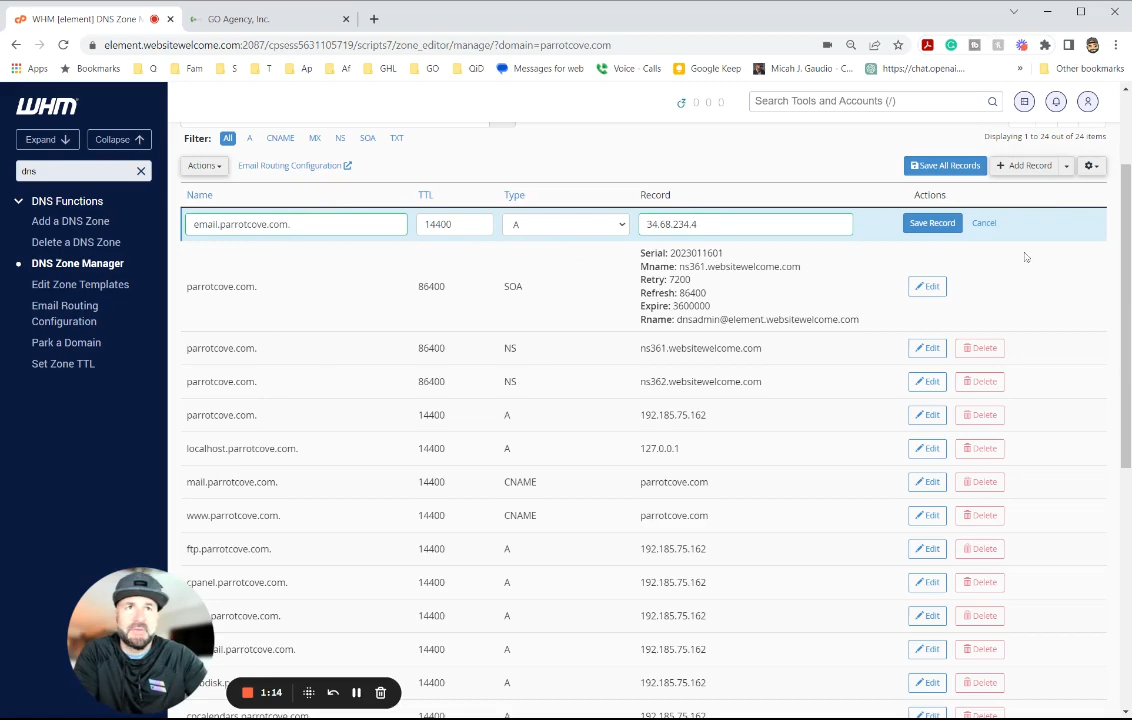 WHM [element] DNS Zone M
GO Agency, Inc.
element.websitewelcome.com:2087/cpsess5631105719/scripts7/zone_editor/manage/?domain=parrotcove.com
Apps Bookmarks Q Fam S T Ap Af GHL GO QiD Messages for web Voice - Calls Google Keep Micah J. Gaudio - C... https://chat.openai.... » Other bookmarks
WHM
0 0 0
Search Tools and Accounts (/)
Expand
Collapse
dns
DNS Functions
Add a DNS Zone
Delete a DNS Zone
DNS Zone Manager
Edit Zone Templates
Email Routing
Configuration
Park a Domain
Set Zone TTL
Filter: All A CNAME MX NS SOA TXT
Displaying 1 to 24 out of 24 items
Actions Email Routing Configuration
Save All Records
Add Record
Name TTL Type Record Actions
email.parrotcove.com. 14400 A 34.68.234.4 Save Record Cancel
Serial: 2023011601
Mname: ns361.websitewelcome.com
Retry: 7200
parrotcove.com. 86400 SOA Refresh: 86400 Edit
Expire: 3600000
Rname: dnsadmin@element.websitewelcome.com
parrotcove.com. 86400 NS ns361.websitewelcome.com Edit Delete
parrotcove.com. 86400 NS ns362.websitewelcome.com Edit Delete
parrotcove.com. 14400 A 192.185.75.162 Edit Delete
localhost.parrotcove.com. 14400 A 127.0.0.1 Edit Delete
mail.parrotcove.com. 14400 CNAME parrotcove.com Edit Delete
www.parrotcove.com. 14400 CNAME parrotcove.com Edit Delete
ftp.parrotcove.com. 14400 A 192.185.75.162 Edit Delete
cpanel.parrotcove.com. 14400 A 192.185.75.162 Edit Delete
.parrotcove.com. 14400 A 192.185.75.162 Edit Delete
ail.parrotcove.com. 14400 A 192.185.75.162 Edit Delete
14400 A 192.185.75.162 Edit Delete
cpcalendars.parrotcove.com. 14400 A 192.185.75.162 Edit Delete
1:14